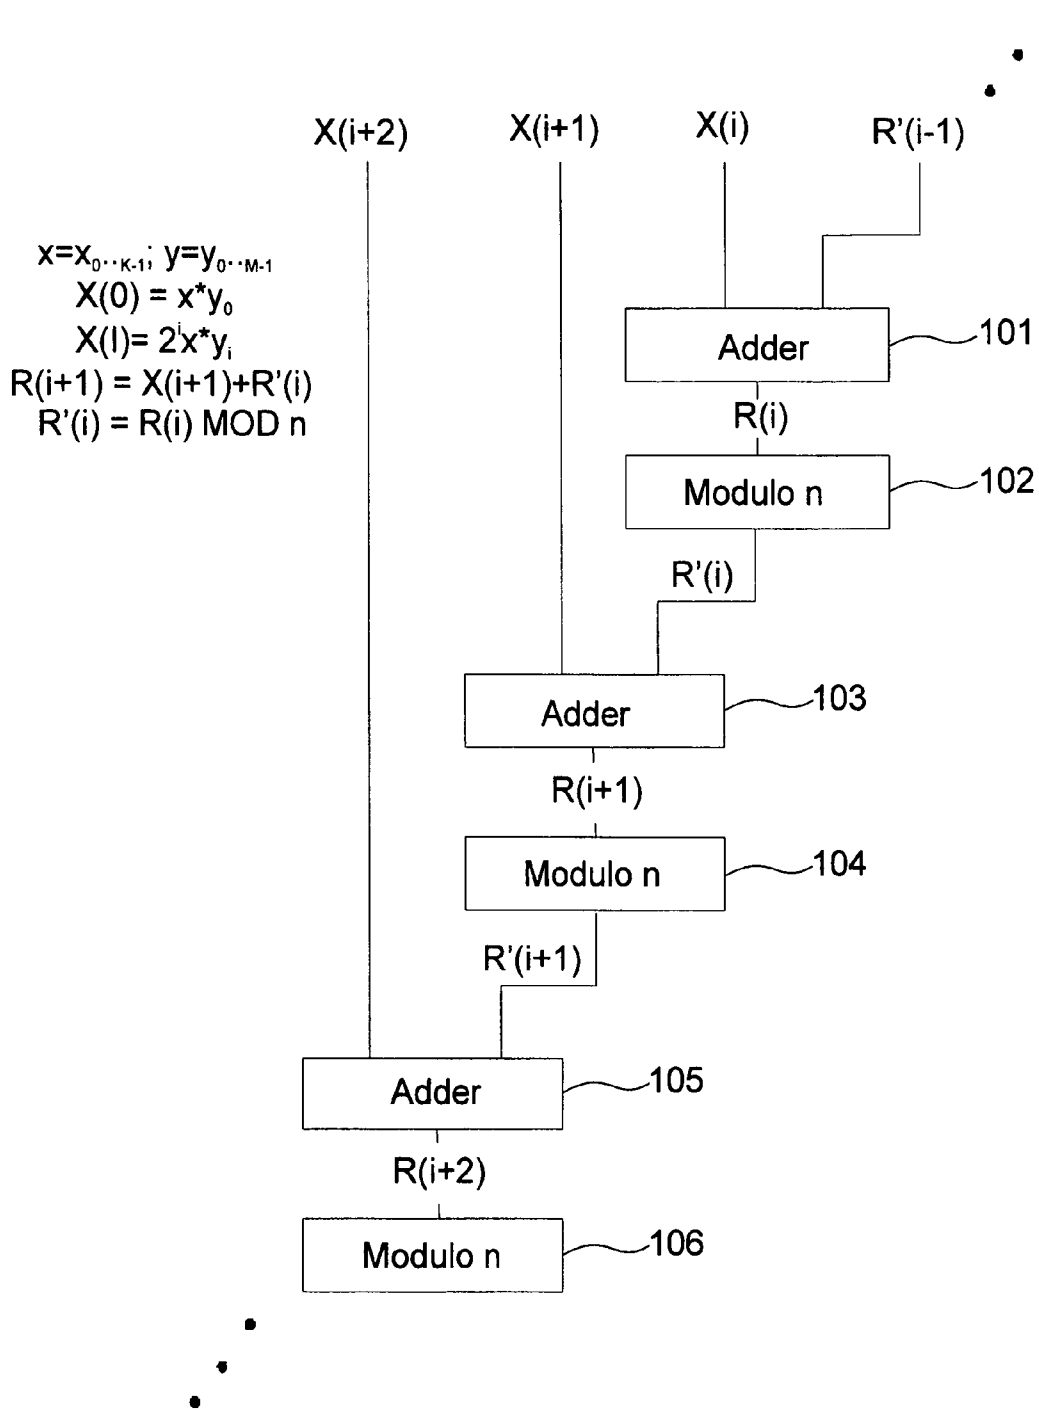 X(i+2) X(i+1) X(i) R'(i-1)
x=x₀..K-1; y=y₀..M-1
X(0) = x*y₀
X(I)= 2ⁱx*yᵢ
R(i+1) = X(i+1)+R'(i)
R'(i) = R(i) MOD n
Adder 101
R(i)
Modulo n 102
R'(i)
Adder 103
R(i+1)
Modulo n 104
R'(i+1)
Adder 105
R(i+2)
Modulo n 106